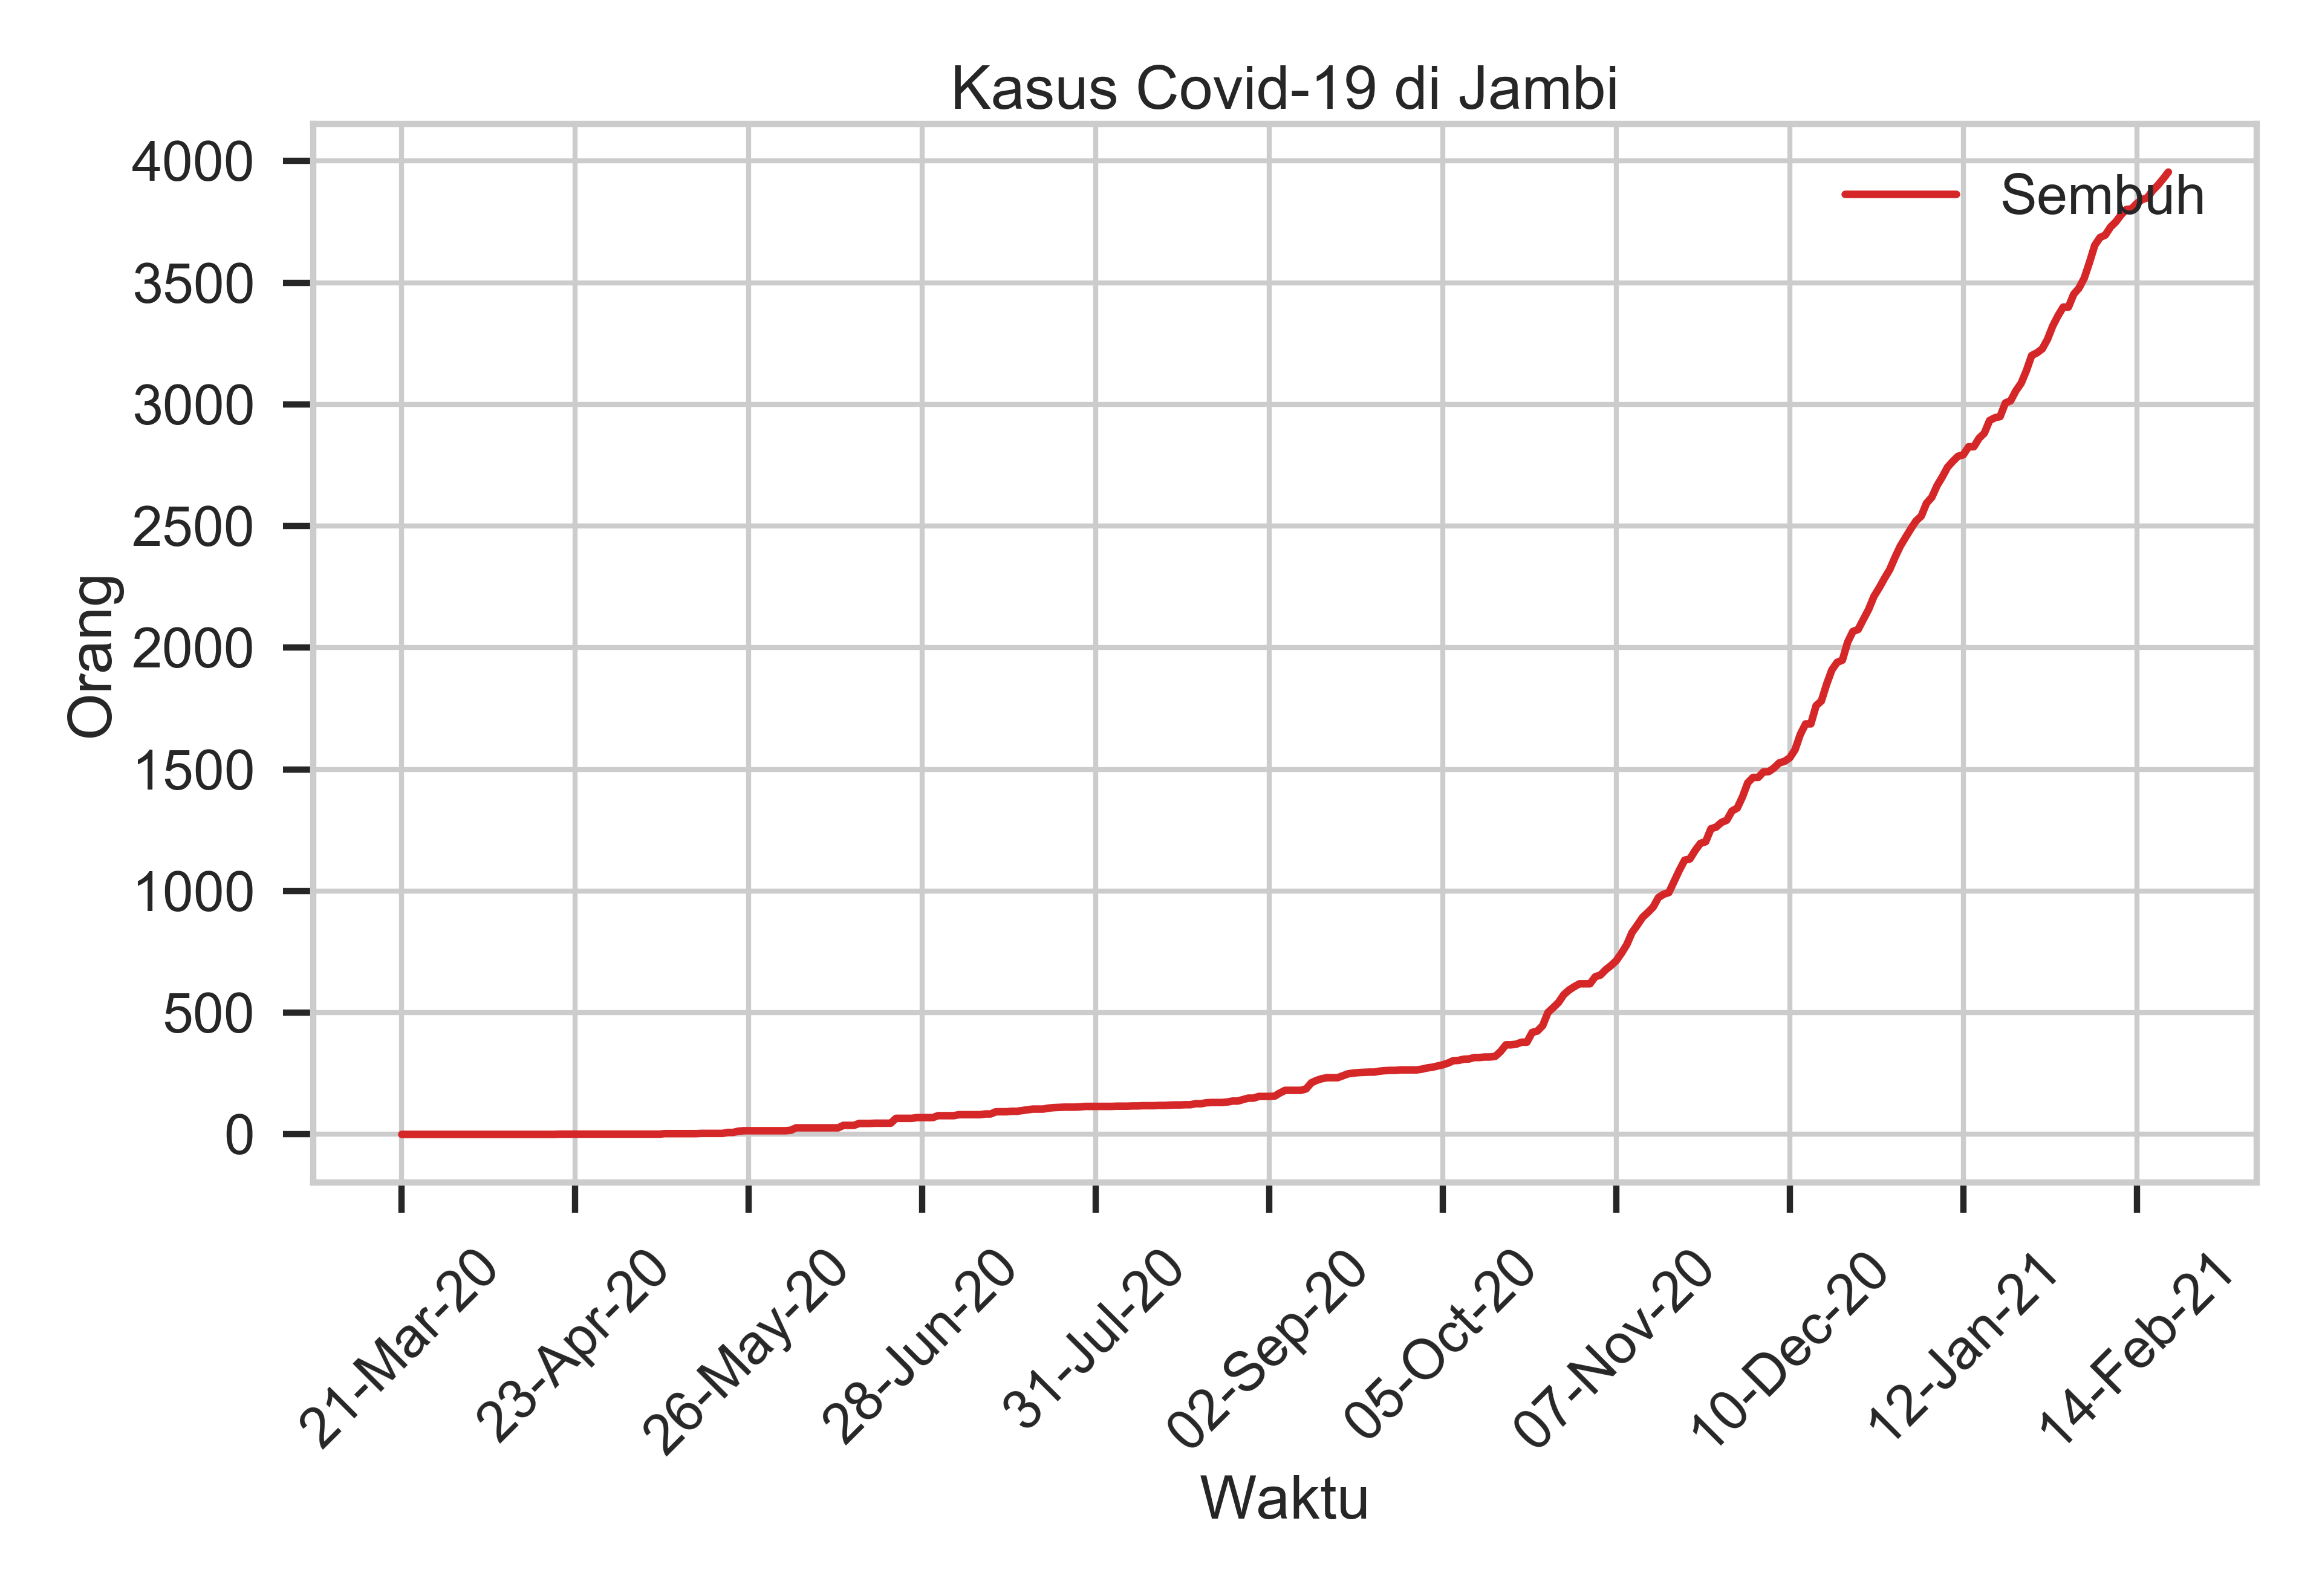 Kasus Covid-19 di Jambi
Sembuh
4000
3500
3000
2500
2000
1500
1000
500
0
Orang
21-Mar-20
23-Apr-20
26-May-20
28-Jun-20
31-Jul-20
02-Sep-20
05-Oct-20
07-Nov-20
10-Dec-20
12-Jan-21
14-Feb-21
Waktu